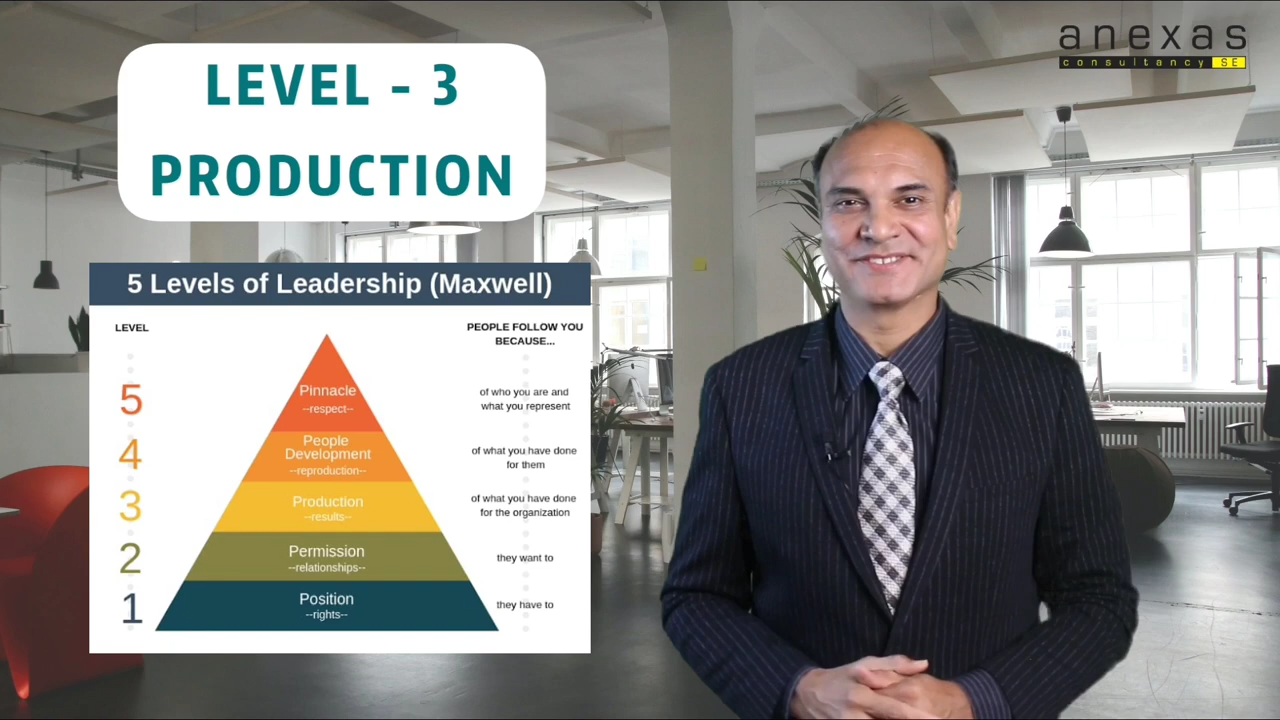 LEVEL - 3
PRODUCTION
anexas
consultancy SE
5 Levels of Leadership (Maxwell)
LEVEL
PEOPLE FOLLOW YOU
BECAUSE...
5
Pinnacle
--respect--
of who you are and
what you represent
4
People
Development
--reproduction--
of what you have done
for them
3
Production
--results--
of what you have done
for the organization
2
Permission
--relationships--
they want to
1
Position
--rights--
they have to